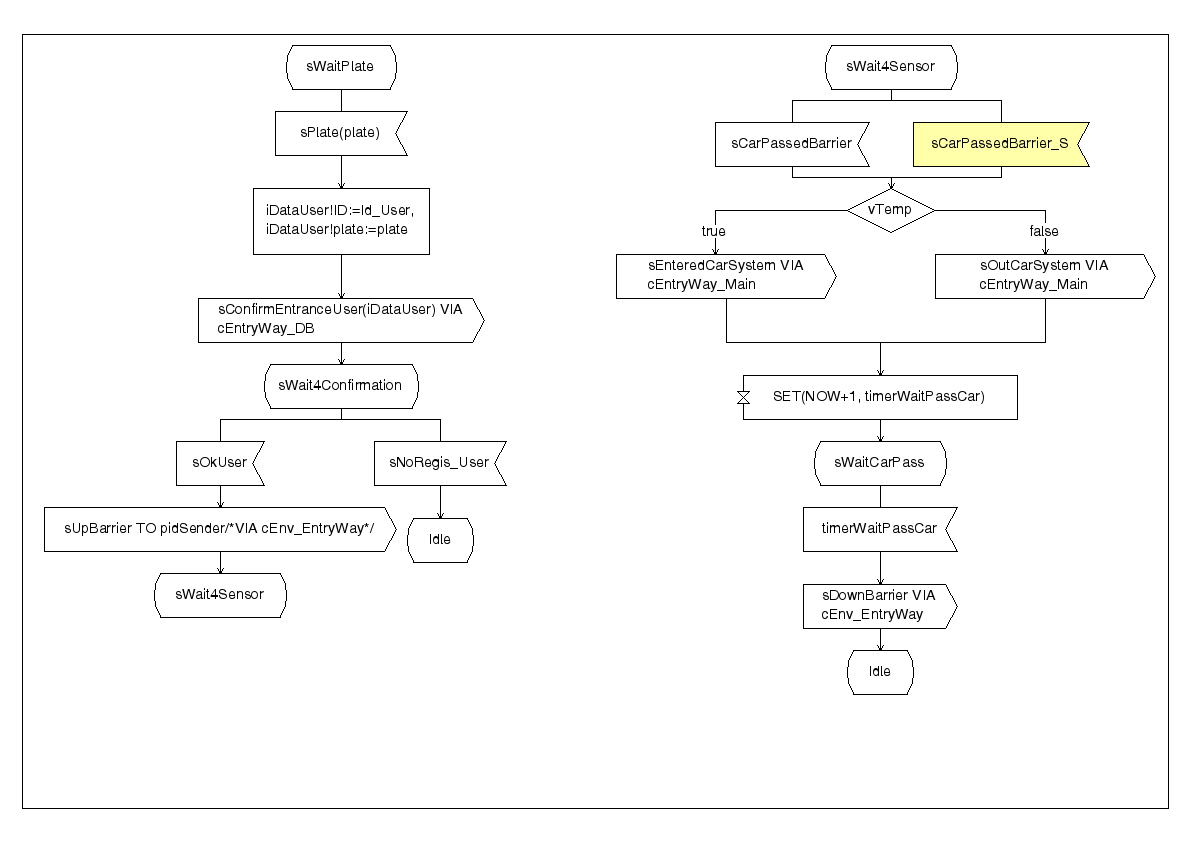 sWaitPlate
sPlate(plate)
iDataUser!ID:=Id_User,
iDataUser!plate:=plate
sConfirmEntranceUser(iDataUser) VIA
cEntryWay_DB
sWait4Confirmation
sOkUser
sNoRegis_User
sUpBarrier TO pidSender/*VIA cEnv_EntryWay*/
Idle
sWait4Sensor
sWait4Sensor
sCarPassedBarrier
sCarPassedBarrier_S
vTemp
true
false
sEnteredCarSystem VIA
cEntryWay_Main
sOutCarSystem VIA
cEntryWay_Main
SET(NOW+1, timerWaitPassCar)
sWaitCarPass
timerWaitPassCar
sDownBarrier VIA
cEnv_EntryWay
Idle